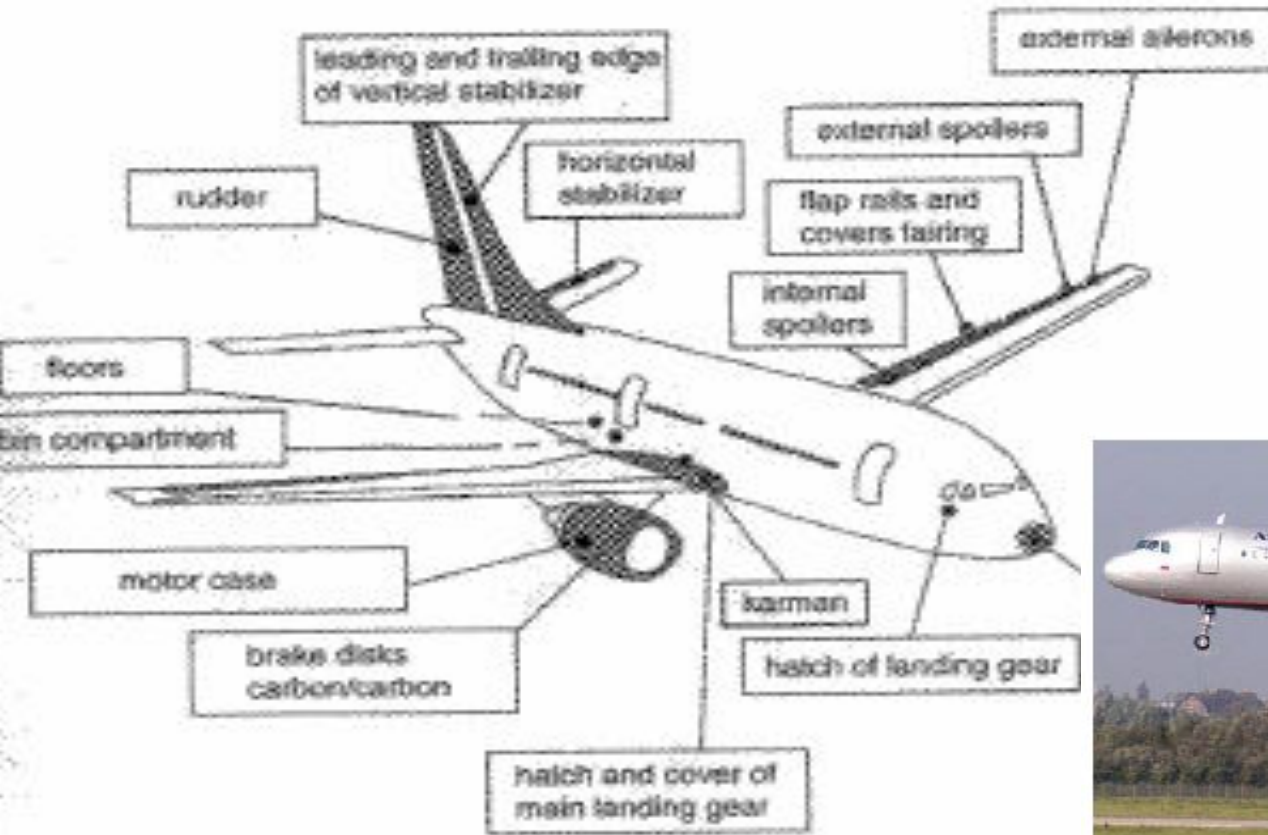 external ailerons
leading and trailing edge
of vertical stabilizer
external spoilers
horizontal
stabilizer
rudder
flap rails and
covers fairing
internal
spoilers
floors
compartment
motor case
karman
brake disks
carbon/carbon
hatch of landing gear
hatch and cover of
main landing gear